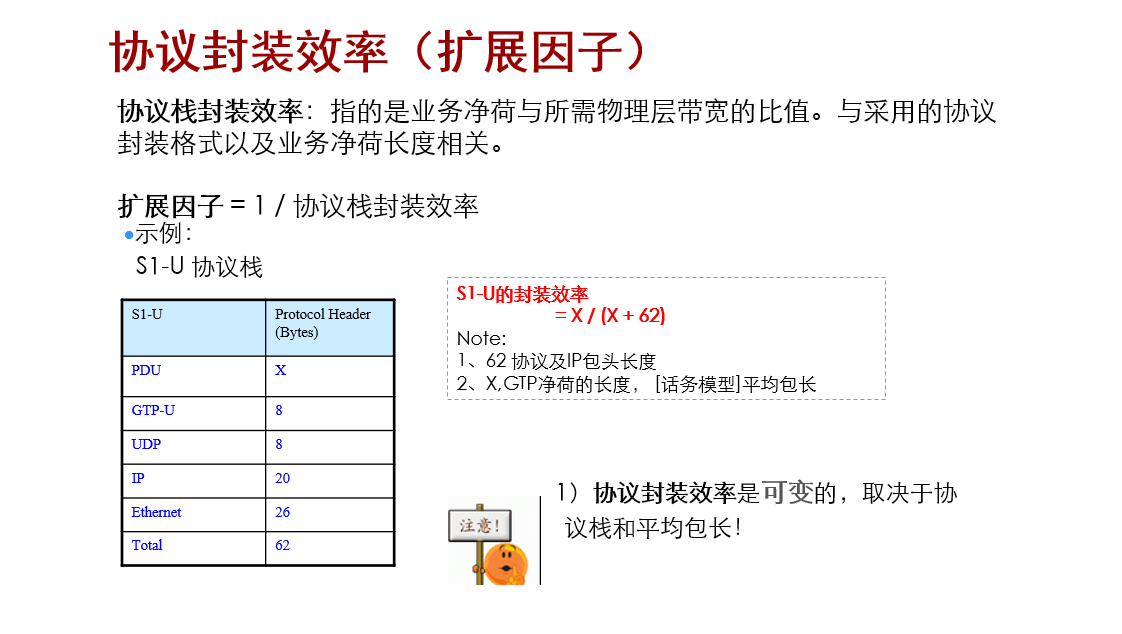 协议封装效率（扩展因子）
协议栈封装效率：指的是业务净荷与所需物理层带宽的比值。与采用的协议
封装格式以及业务净荷长度相关。
扩展因子 = 1 / 协议栈封装效率
•示例：
S1-U 协议栈
S1-U Protocol Header
(Bytes)
PDU X
GTP-U 8
UDP 8
IP 20
Ethernet 26
Total 62
S1-U的封装效率
= X / (X + 62)
Note:
1、62 协议及IP包头长度
2、X,GTP净荷的长度， [话务模型]平均包长
注意！
1）协议封装效率是可变的，取决于协
议栈和平均包长！